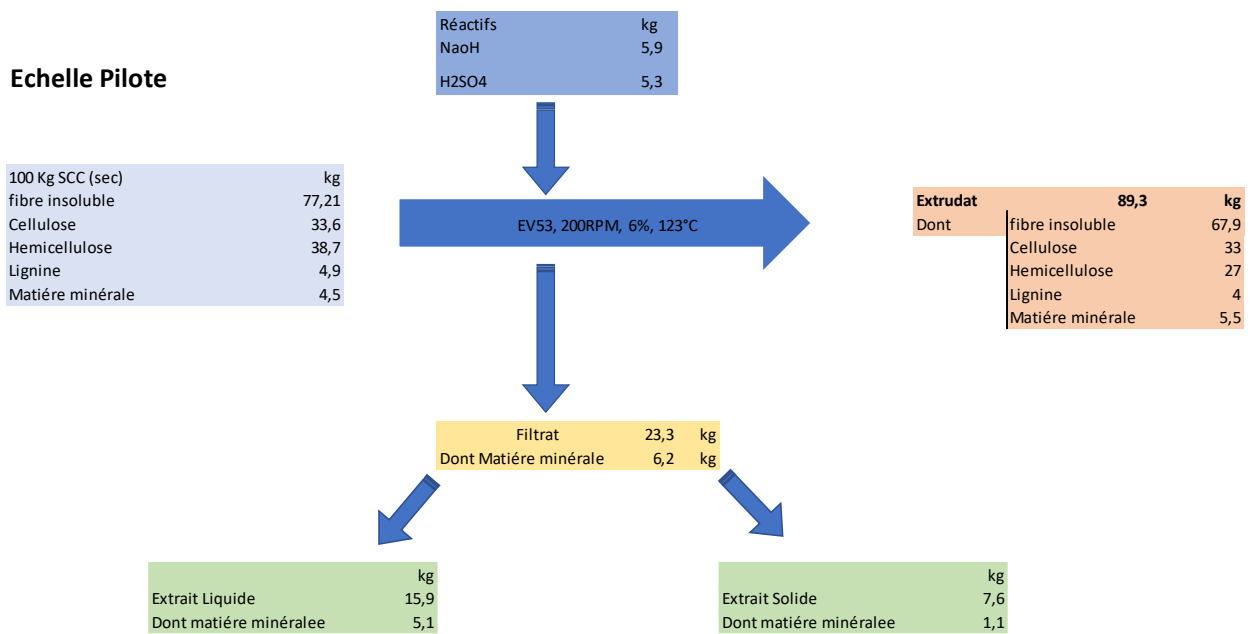 Réactifs kg
NaoH 5,9
H2SO4 5,3
Echelle Pilote
100 Kg SCC (sec) kg
fibre insoluble 77,21
Cellulose 33,6
Hemicellulose 38,7
Lignine 4,9
Matiére minérale 4,5
EV53, 200RPM, 6%, 123°C
Extrudat 89,3 kg
Dont fibre insoluble 67,9
Cellulose 33
Hemicellulose 27
Lignine 4
Matiére minérale 5,5
Filtrat 23,3 kg
Dont Matiére minérale 6,2 kg
kg
Extrait Liquide 15,9
Dont matiére minéralee 5,1
kg
Extrait Solide 7,6
Dont matiére minéralee 1,1